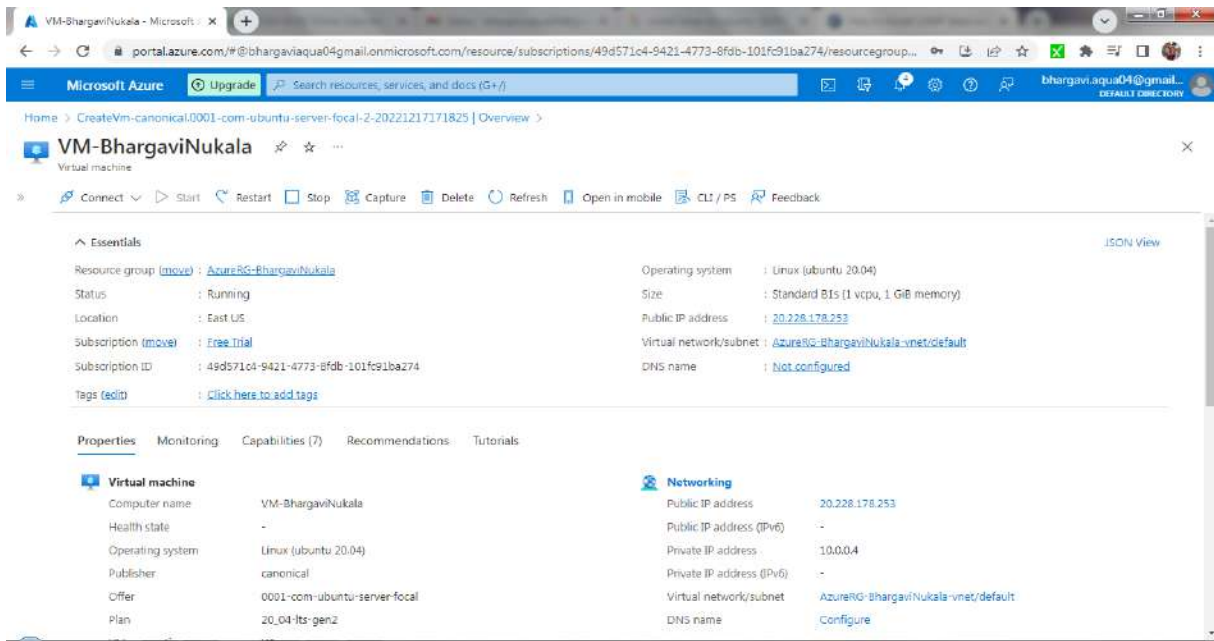 VM-BhargaviNukala - Microsoft
portal.azure.com/#@bhargaviaqua04gmail.onmicrosoft.com/resource/subscriptions/49d571c4-9421-4773-8fdb-101fc91ba274/resourcegroup...
Microsoft Azure Upgrade Search resources, services, and docs (G+/) bhargavi.aqua04@gmail...
DEFAULT DIRECTORY
Home > CreateVm-canonical.0001-com-ubuntu-server-focal-2-20221217171825 | Overview >
VM-BhargaviNukala
Virtual machine
Connect Start Restart Stop Capture Delete Refresh Open in mobile CLI / PS Feedback
Essentials JSON View
Resource group (move) : AzureRG-BhargaviNukala Operating system : Linux (ubuntu 20.04)
Status : Running Size : Standard B1s (1 vcpu, 1 GiB memory)
Location : East US Public IP address : 20.228.178.253
Subscription (move) : Free Trial Virtual network/subnet : AzureRG-BhargaviNukala-vnet/default
Subscription ID : 49d571c4-9421-4773-8fdb-101fc91ba274 DNS name : Not configured
Tags (edit) : Click here to add tags
Properties Monitoring Capabilities (7) Recommendations Tutorials
Virtual machine Networking
Computer name VM-BhargaviNukala Public IP address 20.228.178.253
Health state - Public IP address (IPv6) -
Operating system Linux (ubuntu 20.04) Private IP address 10.0.0.4
Publisher canonical Private IP address (IPv6) -
Offer 0001-com-ubuntu-server-focal Virtual network/subnet AzureRG-BhargaviNukala-vnet/default
Plan 20_04-lts-gen2 DNS name Configure